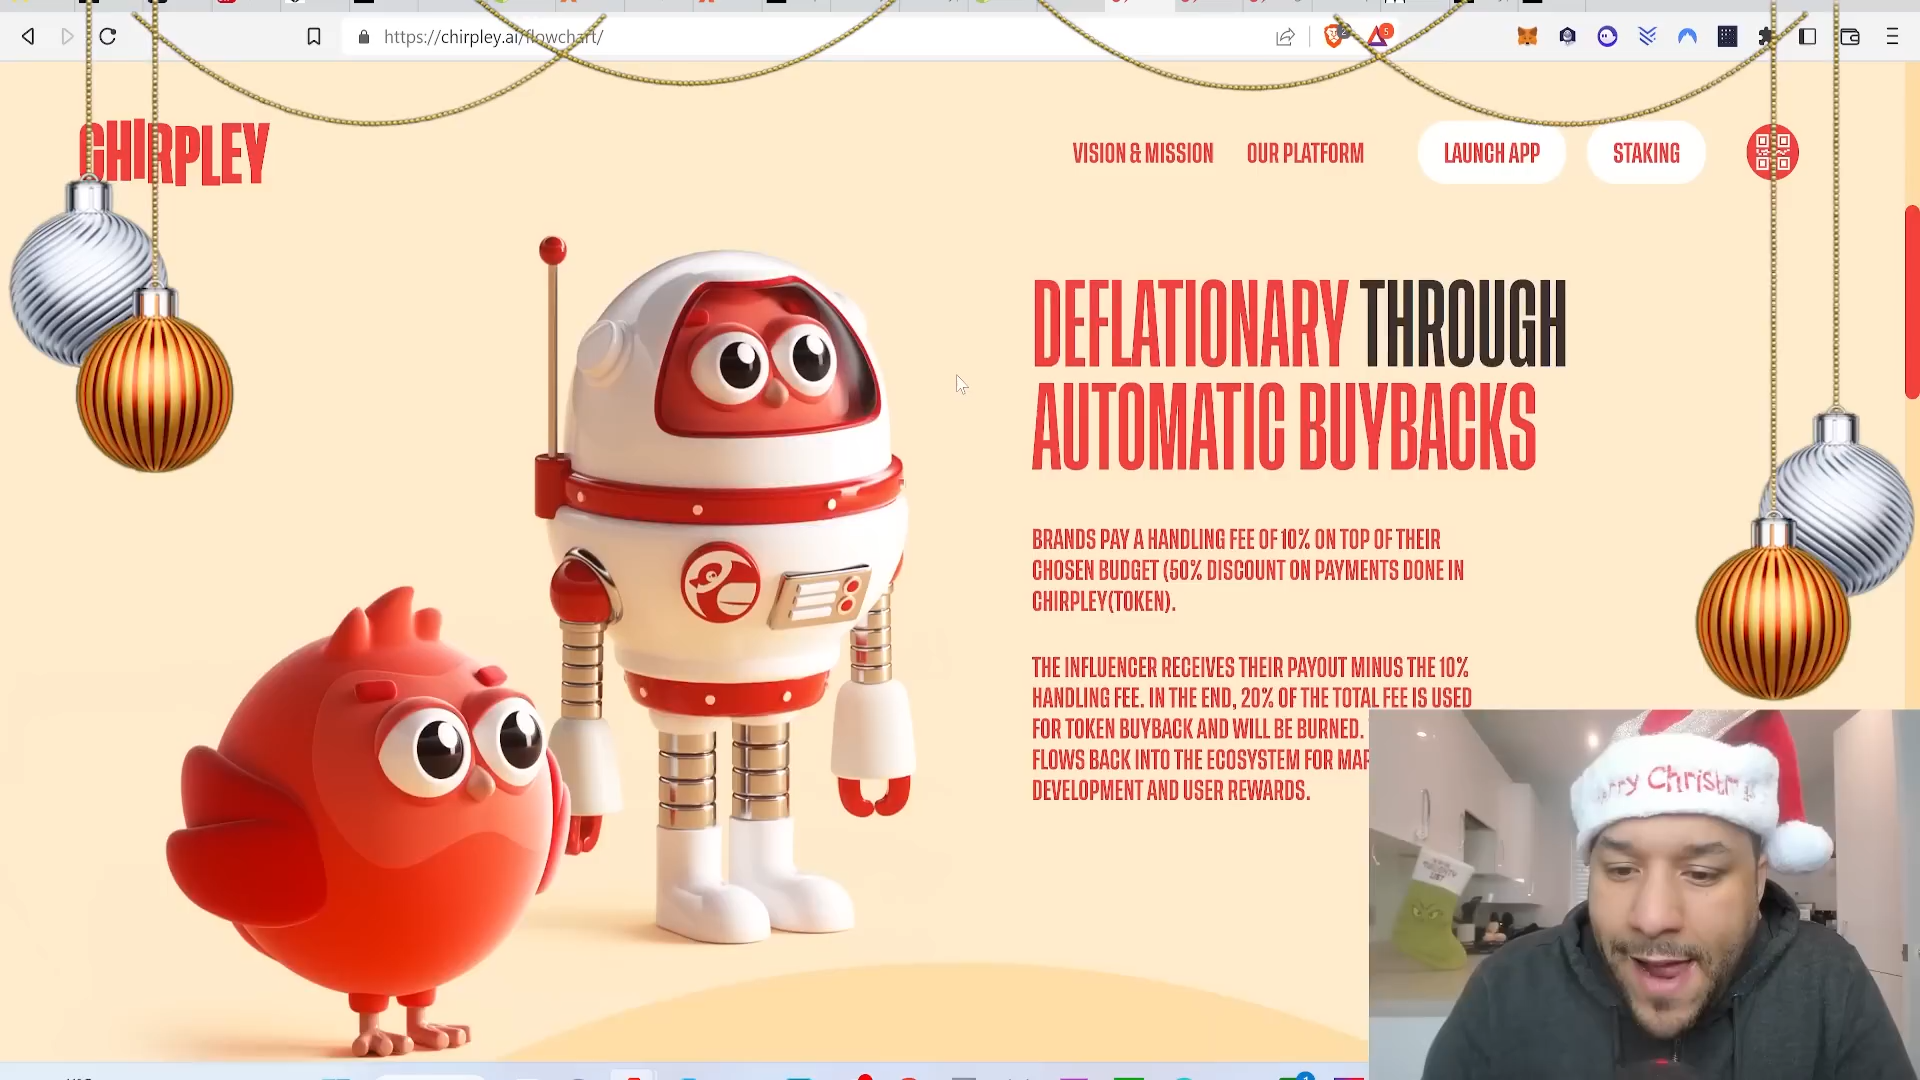 https://chirpley.ai/flowchart/
2
5
CHIRPLEY
VISION & MISSION
OUR PLATFORM
LAUNCH APP
STAKING
DEFLATIONARY THROUGH
AUTOMATIC BUYBACKS
BRANDS PAY A HANDLING FEE OF 10% ON TOP OF THEIR
CHOSEN BUDGET (50% DISCOUNT ON PAYMENTS DONE IN
CHIRPLEY(TOKEN).
THE INFLUENCER RECEIVES THEIR PAYOUT MINUS THE 10%
HANDLING FEE. IN THE END, 20% OF THE TOTAL FEE IS USED
FOR TOKEN BUYBACK AND WILL BE BURNED.
FLOWS BACK INTO THE ECOSYSTEM FOR MAR
DEVELOPMENT AND USER REWARDS.